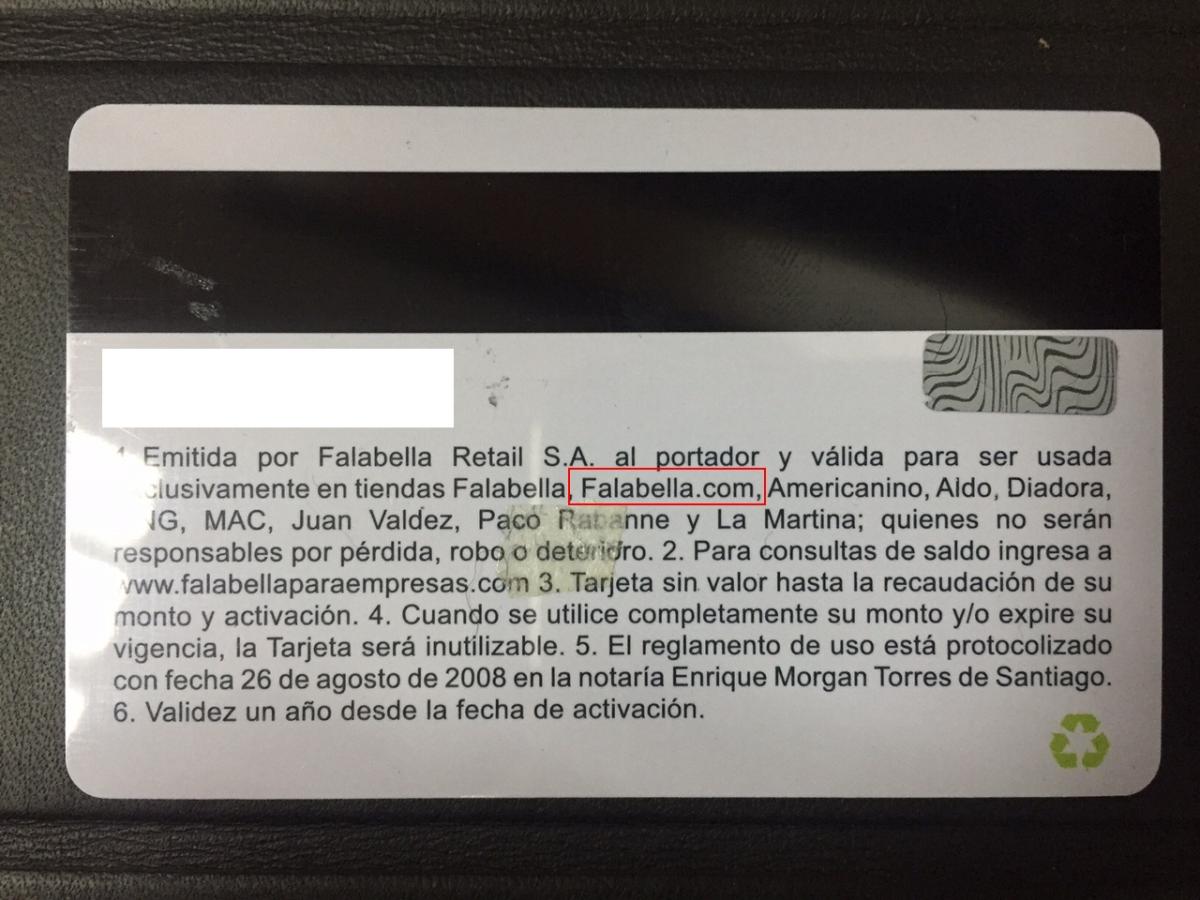 Emitida por Falabella Retail S.A. al portador y válida para ser usada
clusivamente en tiendas Falabella, Falabella.com, Americanino, Aldo, Diadora,
NG, MAC, Juan Valdez, Paco Rabanne y La Martina; quienes no serán
responsables por pérdida, robo o deterioro. 2. Para consultas de saldo ingresa a
www.falabellaparaempresas.com 3. Tarjeta sin valor hasta la recaudación de su
monto y activación. 4. Cuando se utilice completamente su monto y/o expire su
vigencia, la Tarjeta será inutilizable. 5. El reglamento de uso está protocolizado
con fecha 26 de agosto de 2008 en la notaría Enrique Morgan Torres de Santiago.
6. Validez un año desde la fecha de activación.